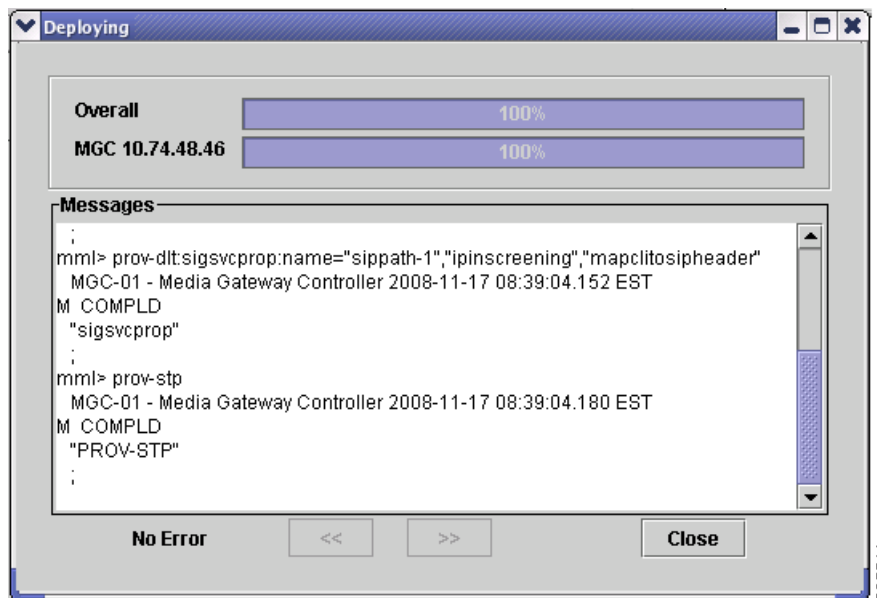 Deploying
Overall 100%
MGC 10.74.48.46 100%
Messages
;
mml> prov-dlt:sigsvcprop:name="sippath-1","ipinscreening","mapclitosipheader"
MGC-01 - Media Gateway Controller 2008-11-17 08:39:04.152 EST
M COMPLD
"sigsvcprop"
;
mml> prov-stp
MGC-01 - Media Gateway Controller 2008-11-17 08:39:04.180 EST
M COMPLD
"PROV-STP"
;
No Error << >> Close